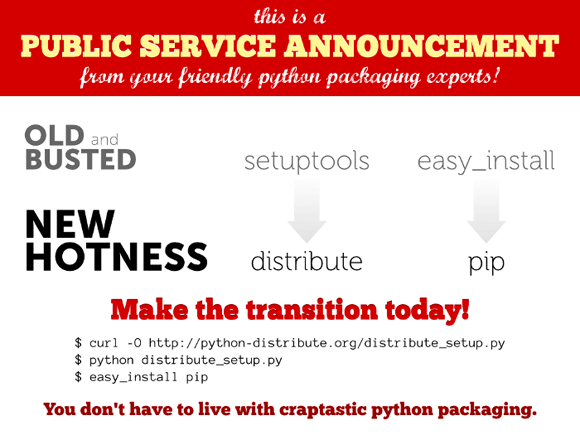 this is a
PUBLIC SERVICE ANNOUNCEMENT
from your friendly python packaging experts!
OLD and
BUSTED
setuptools
easy_install
NEW
HOTNESS
distribute
pip
Make the transition today!
$ curl -O http://python-distribute.org/distribute_setup.py
$ python distribute_setup.py
$ easy_install pip
You don't have to live with craptastic python packaging.